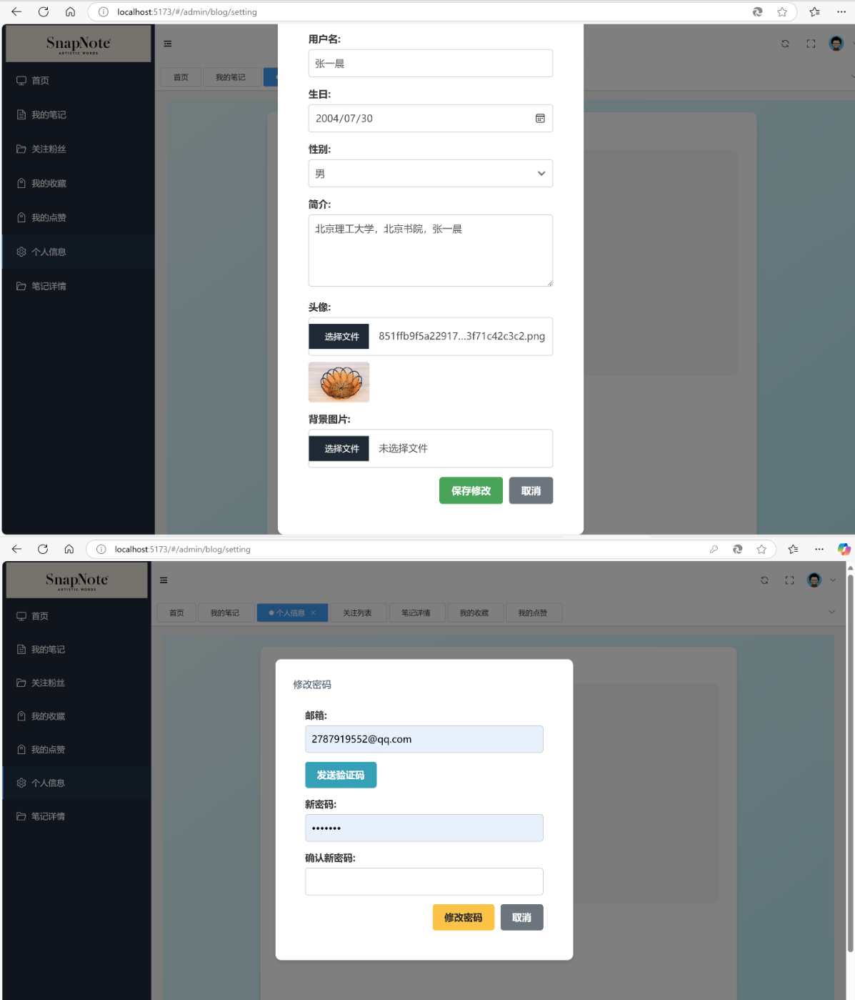 localhost:5173/#/admin/blog/setting
SnapNote
ARTISTIC WORDS
首页
我的笔记
关注粉丝
我的收藏
我的点赞
个人信息
笔记详情
首页
我的笔记
用户名:
张一晨
生日:
2004/07/30
性别:
男
简介:
北京理工大学，北京书院，张一晨
头像:
选择文件 851ffb9f5a22917...3f71c42c3c2.png
背景图片:
选择文件 未选择文件
保存修改 取消
localhost:5173/#/admin/blog/setting
SnapNote
ARTISTIC WORDS
首页
我的笔记
关注粉丝
我的收藏
我的点赞
个人信息
笔记详情
首页 我的笔记 个人信息 关注列表 笔记详情 我的收藏 我的点赞
修改密码
邮箱:
2787919552@qq.com
发送验证码
新密码:
•••••••
确认新密码:
修改密码 取消